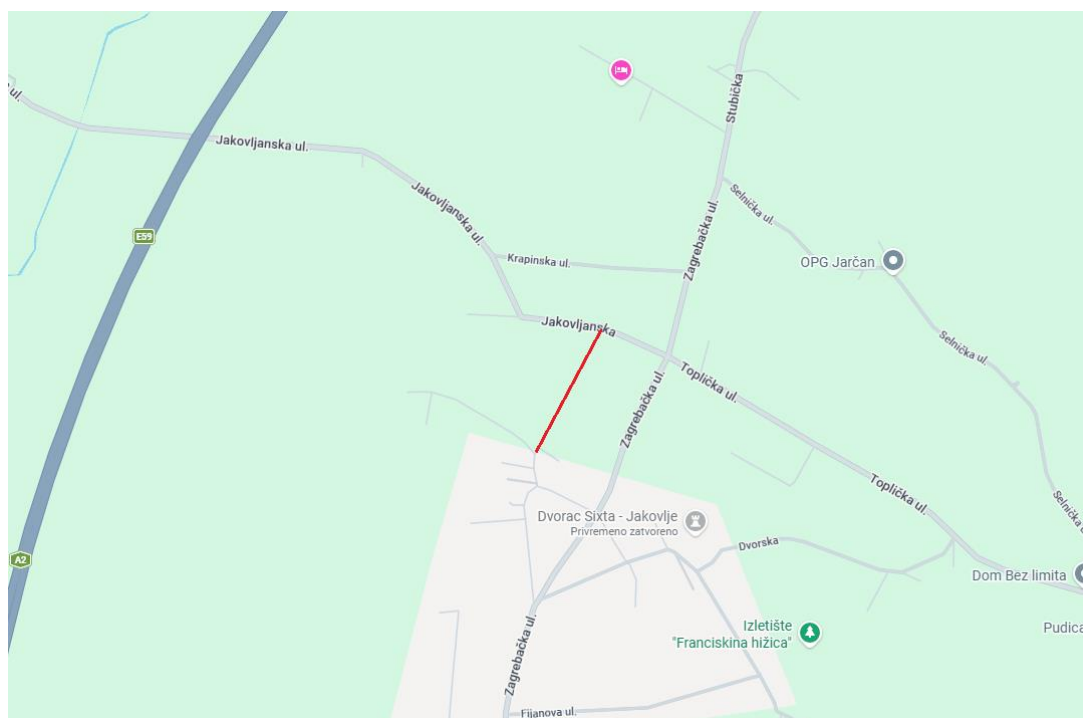 Stubička
Jakovljanska ul.
Jakovljanska ul.
Selnička ul.
Zagrebačka ul.
Krapinska ul.
OPG Jarčan
E59
Jakovljanska
Selnička ul.
Toplička ul.
Zagrebačka ul.
Toplička ul.
Selnička u
Dvorac Sixta - Jakovlje
Privremeno zatvoreno
Dvorska
A2
Dom Bez limita
Izletište
"Franciskina hižica"
Pudica
Zagrebačka ul.
Fijanova ul.